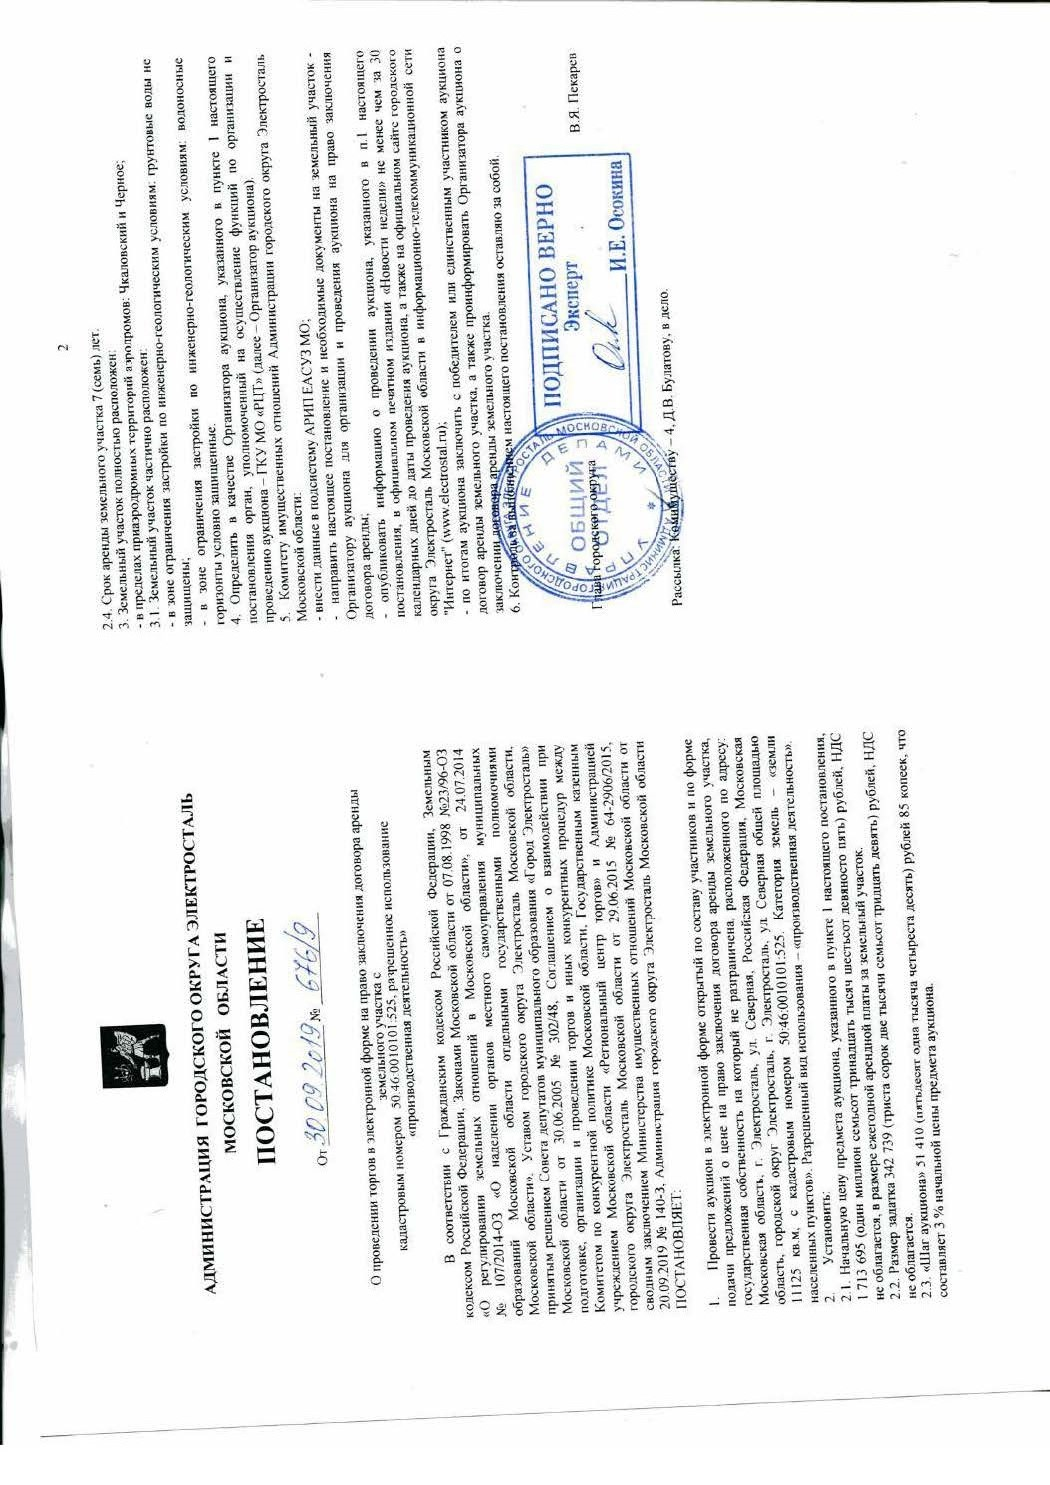 АДМИНИСТРАЦИЯ ГОРОДСКОГО ОКРУГА ЭЛЕКТРОСТАЛЬ
МОСКОВСКОЙ ОБЛАСТИ
ПОСТАНОВЛЕНИЕ
От 30.09.2019 № 676/9
О проведении торгов в электронной форме на право заключения договора аренды
земельного участка с
кадастровым номером 50:46:0010101:525, разрешенное использование
«производственная деятельность»
В соответствии с Гражданским кодексом Российской Федерации, Земельным
кодексом Российской Федерации, Законами Московской области от 07.08.1998 №23/96-ОЗ
«О регулировании земельных отношений в Московской области», от 24.07.2014
№ 107/2014-ОЗ «О наделении органов местного самоуправления муниципальных
образований Московской области отдельными государственными полномочиями
Московской области», Уставом городского округа Электросталь Московской области,
принятым решением Совета депутатов муниципального образования «Город Электросталь»
Московской области от 30.06.2005 № 302/48, Соглашением о взаимодействии при
подготовке, организации и проведении торгов и иных конкурентных процедур между
Комитетом по конкурентной политике Московской области, Государственным казенным
учреждением Московской области «Региональный центр торгов» и Администрацией
городского округа Электросталь Московской области от 29.06.2015 № 64-2906/2015,
сводным заключением Министерства имущественных отношений Московской области от
20.09.2019 № 140-З, Администрация городского округа Электросталь Московской области
ПОСТАНОВЛЯЕТ:
1. Провести аукцион в электронной форме открытый по составу участников и по форме
подачи предложений о цене на право заключения договора аренды земельного участка,
государственная собственность на который не разграничена, расположенного по адресу:
Московская область, г. Электросталь, ул. Северная, Российская Федерация, Московская
область, городской округ Электросталь, г. Электросталь, ул. Северная общей площадью
11125 кв.м, с кадастровым номером 50:46:0010101:525. Категория земель – «земли
населенных пунктов». Разрешенный вид использования – «производственная деятельность».
2. Установить:
2.1. Начальную цену предмета аукциона, указанного в пункте 1 настоящего постановления,
1 713 695 (один миллион семьсот тринадцать тысяч шестьсот девяносто пять) рублей, НДС
не облагается, в размере ежегодной арендной платы за земельный участок.
2.2. Размер задатка 342 739 (триста сорок две тысячи семьсот тридцать девять) рублей, НДС
не облагается.
2.3. «Шаг аукциона» 51 410 (пятьдесят одна тысяча четыреста десять) рублей 85 копеек, что
составляет 3 % начальной цены предмета аукциона.
2
2.4. Срок аренды земельного участка 7 (семь) лет.
3. Земельный участок полностью расположен:
- в пределах приаэродромных территорий аэродромов: Чкаловский и Черное;
3.1. Земельный участок частично расположен:
- в зоне ограничения застройки по инженерно-геологическим условиям: грунтовые воды не
защищены;
- в зоне ограничения застройки по инженерно-геологическим условиям: водоносные
горизонты условно защищенные.
4. Определить в качестве Организатора аукциона, указанного в пункте 1 настоящего
постановления орган, уполномоченный на осуществление функций по организации и
проведению аукциона – ГКУ МО «РЦТ» (далее – Организатор аукциона).
5. Комитету имущественных отношений Администрации городского округа Электросталь
Московской области:
- внести данные в подсистему АРИП ЕАСУЗ МО;
- направить настоящее постановление и необходимые документы на земельный участок -
Организатору аукциона для организации и проведения аукциона на право заключения
договора аренды;
- опубликовать информацию о проведении аукциона, указанного в п.1 настоящего
постановления, в официальном печатном издании «Новости недели» не менее чем за 30
календарных дней до даты проведения аукциона, а также на официальном сайте городского
округа Электросталь Московской области в информационно-телекоммуникационной сети
"Интернет" (www.electrostal.ru);
- по итогам аукциона заключить с победителем или единственным участником аукциона
договор аренды земельного участка, а также проинформировать Организатора аукциона о
заключении договора аренды земельного участка.
6. Контроль за выполнением настоящего постановления оставляю за собой.
Глава городского округа В.Я. Пекарев
ПОДПИСАНО ВЕРНО
Эксперт
И.Е. Осокина
ОБЩИЙ
ОТДЕЛ
УПРАВЛЕНИЕ ДЕЛАМИ
Рассылка: Комимуществу – 4, Д.В. Булатову, в дело.